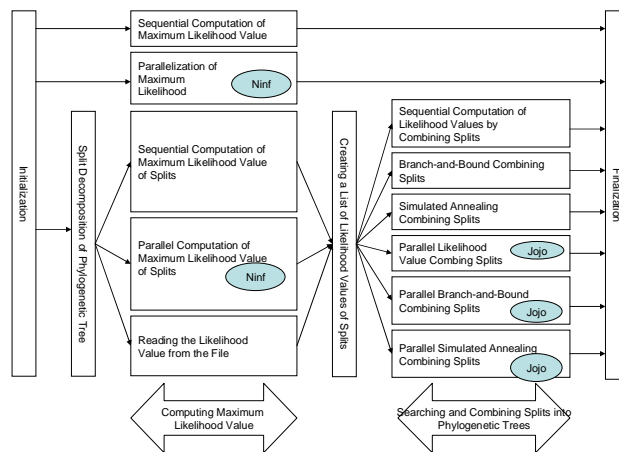 Initialization
Sequential Computation of
Maximum Likelihood Value
Parallelization of
Maximum
Likelihood
Ninf
Split Decomposition of Phylogenetic Tree
Sequential Computation of
Maximum Likelihood Value
of Splits
Parallel Computation of
Maximum Likelihood Value
of Splits
Ninf
Reading the Likelihood
Value from the File
Creating a List of Likelihood Values of Splits
Sequential Computation of
Likelihood Values by
Combining Splits
Branch-and-Bound Combining
Splits
Simulated Annealing
Combining Splits
Parallel Likelihood
Value Combing Splits
Jojo
Parallel Branch-and-Bound
Combining Splits
Jojo
Parallel Simulated Annealing
Combining Splits
Jojo
Finalization
Computing Maximum
Likelihood Value
Searching and Combining Splits into
Phylogenetic Trees